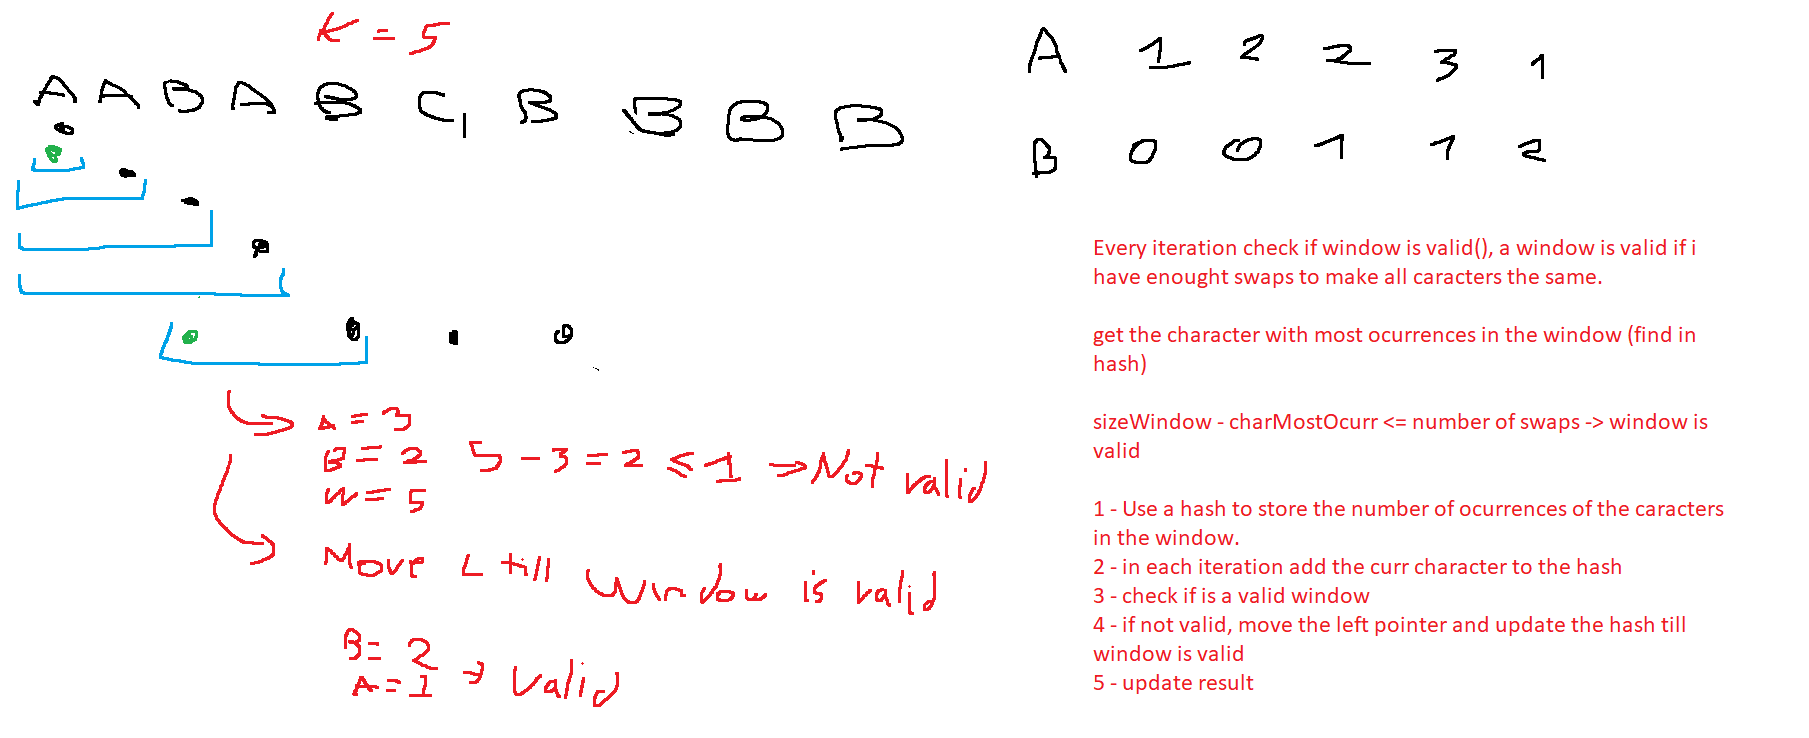 K = 5
A A B A B C B B B B
A 1 2 2 3 1
B 0 0 1 1 2
Every iteration check if window is valid(), a window is valid if i
have enought swaps to make all caracters the same.
get the character with most ocurrences in the window (find in
hash)
sizeWindow - charMostOcurr <= number of swaps -> window is
valid
1 - Use a hash to store the number of ocurrences of the caracters
in the window.
2 - in each iteration add the curr character to the hash
3 - check if is a valid window
4 - if not valid, move the left pointer and update the hash till
window is valid
5 - update result
A = 3
B = 2 5 - 3 = 2 ≤ 1 => Not valid
W = 5
Move L till Window is valid
B = 2
A = 1 → Valid